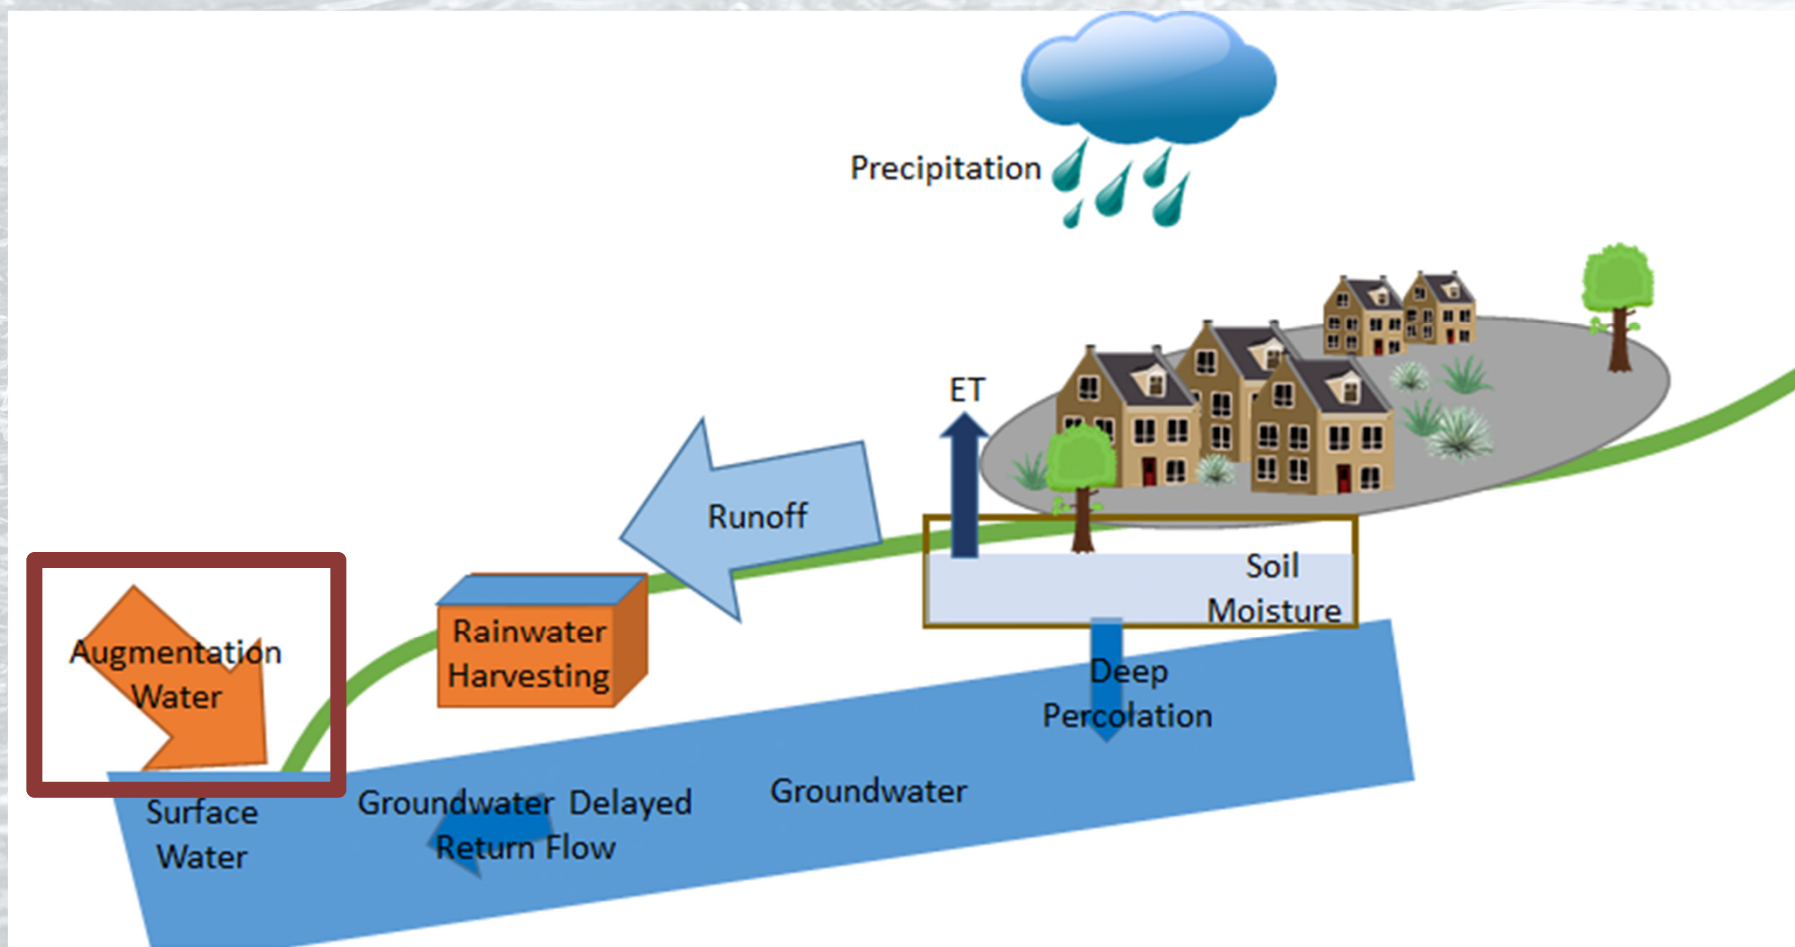 Precipitation
ET
Runoff
Soil
Moisture
Augmentation
Water
Rainwater
Harvesting
Deep
Percolation
Groundwater
Groundwater Delayed
Return Flow
Surface
Water